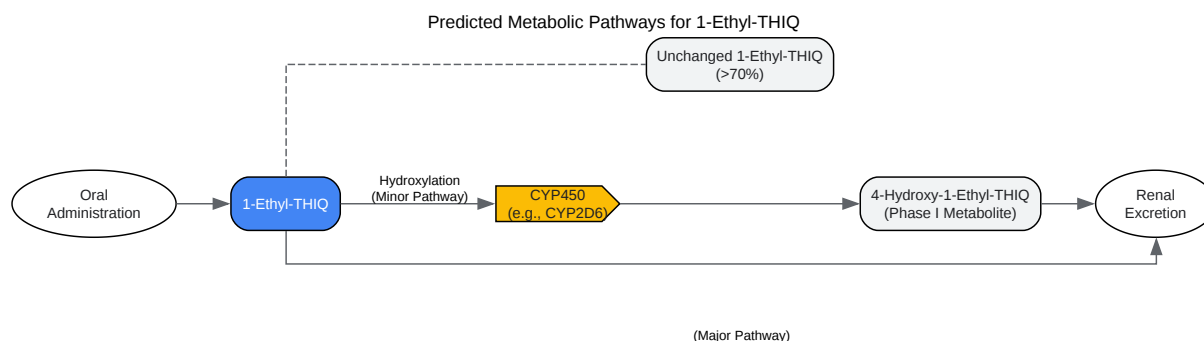 Predicted Metabolic Pathways for 1-Ethyl-THIQ
Unchanged 1-Ethyl-THIQ
(>70%)
Oral
Administration
1-Ethyl-THIQ
Hydroxylation
(Minor Pathway)
CYP450
(e.g., CYP2D6)
4-Hydroxy-1-Ethyl-THIQ
(Phase I Metabolite)
Renal
Excretion
(Major Pathway)